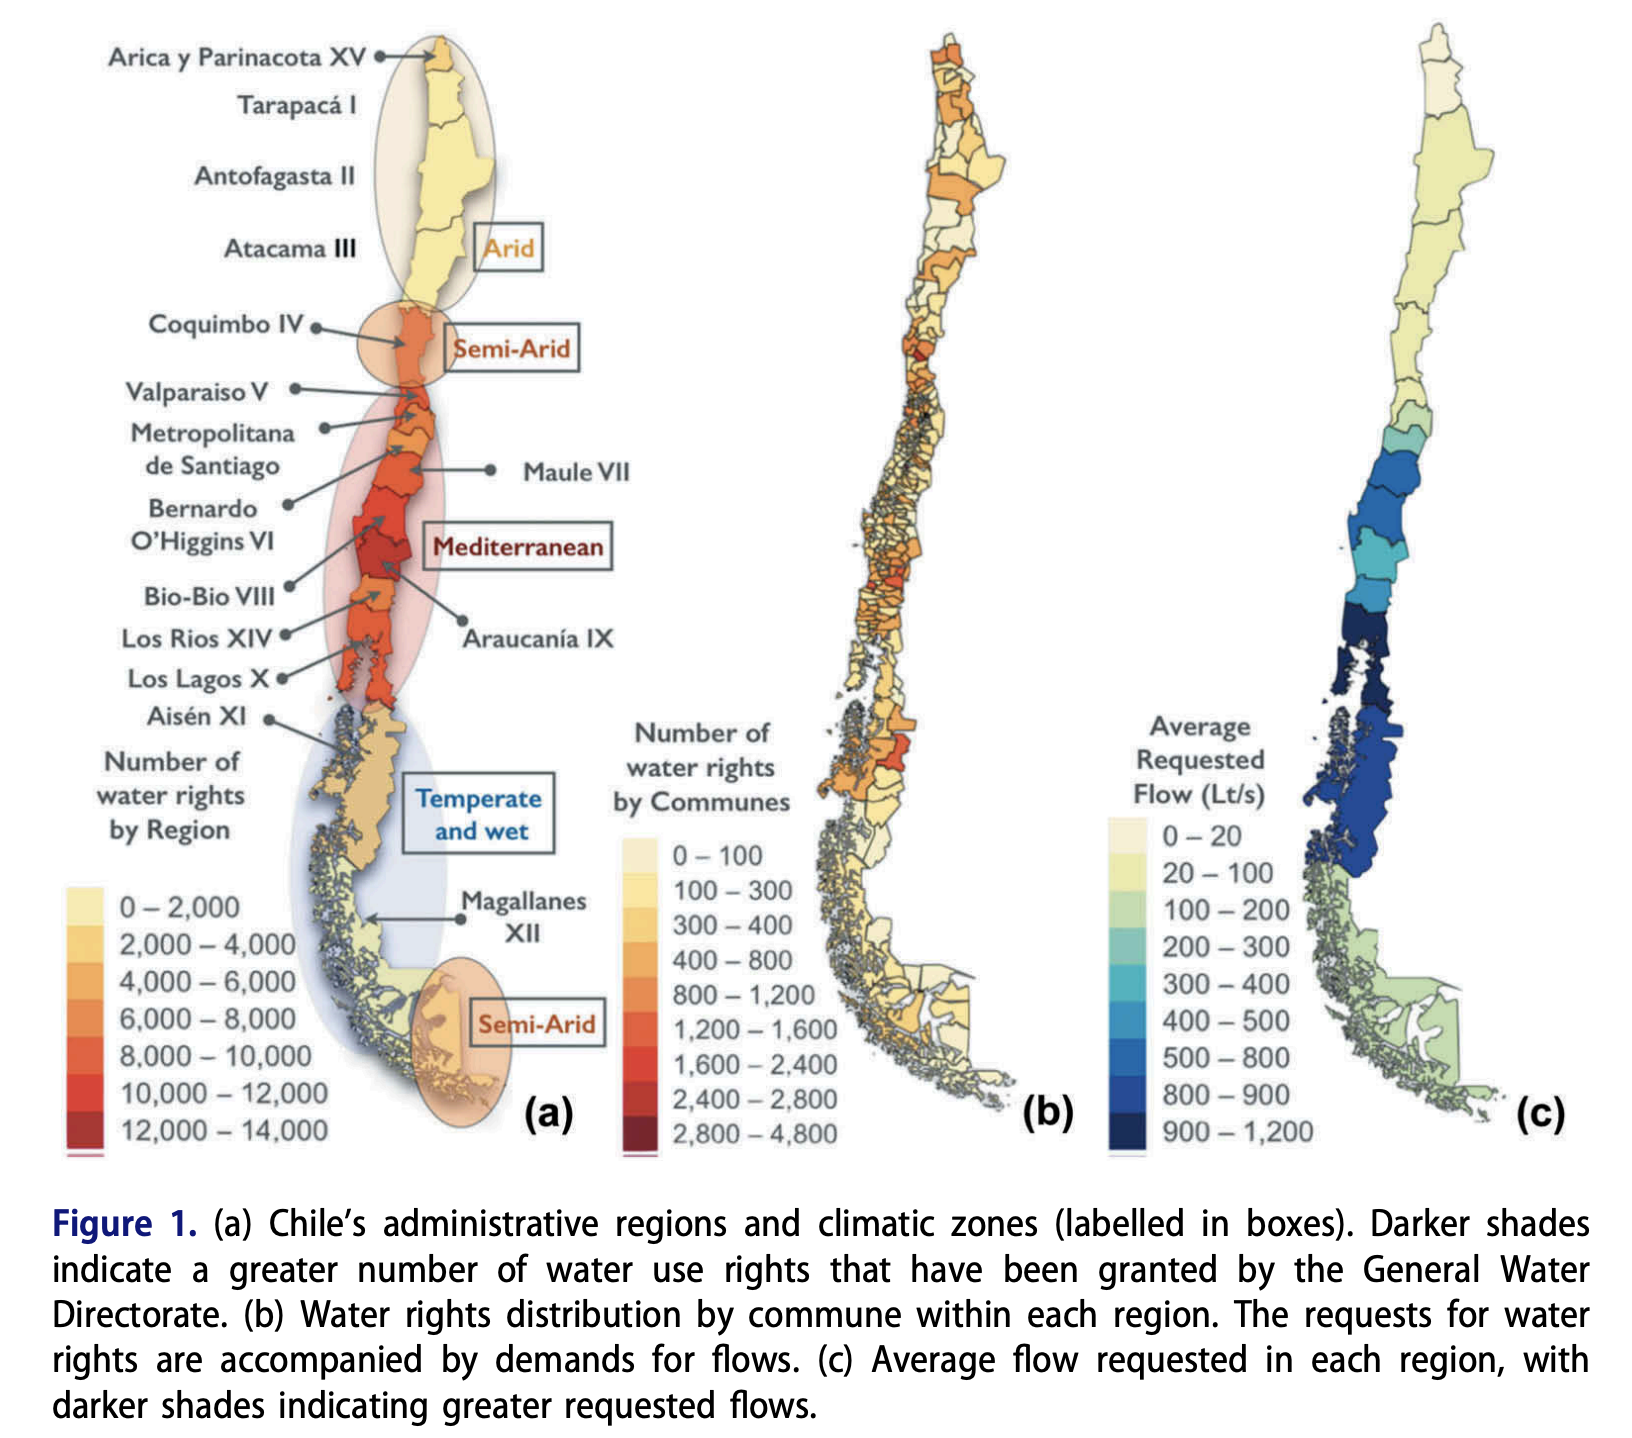 Arica y Parinacota XV
Tarapacá I
Antofagasta II
Atacama III
Arid
Coquimbo IV
Semi-Arid
Valparaiso V
Metropolitana
de Santiago
Maule VII
Bernardo
O'Higgins VI
Mediterranean
Bio-Bio VIII
Los Rios XIV
Araucanía IX
Los Lagos X
Aisén XI
Number of
water rights
by Region
Temperate
and wet
Magallanes
XII
Semi-Arid
0 – 2,000
2,000 – 4,000
4,000 – 6,000
6,000 – 8,000
8,000 – 10,000
10,000 – 12,000
12,000 – 14,000
(a)
Number of
water rights
by Communes
0 – 100
100 – 300
300 – 400
400 – 800
800 – 1,200
1,200 – 1,600
1,600 – 2,400
2,400 – 2,800
2,800 – 4,800
(b)
Average
Requested
Flow (Lt/s)
0 – 20
20 – 100
100 – 200
200 – 300
300 – 400
400 – 500
500 – 800
800 – 900
900 – 1,200
(c)
Figure 1. (a) Chile's administrative regions and climatic zones (labelled in boxes). Darker shades
indicate a greater number of water use rights that have been granted by the General Water
Directorate. (b) Water rights distribution by commune within each region. The requests for water
rights are accompanied by demands for flows. (c) Average flow requested in each region, with
darker shades indicating greater requested flows.